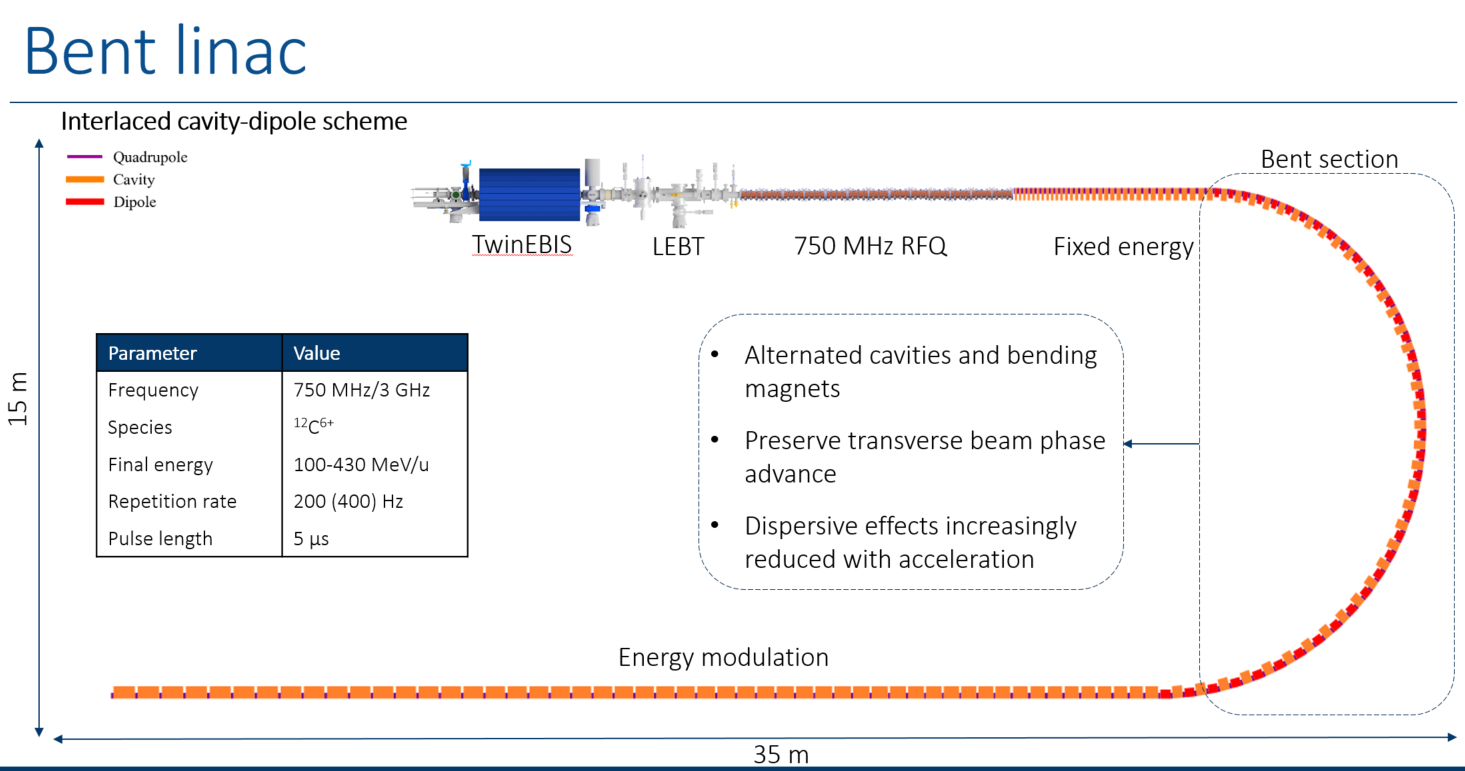 Bent linac
Interlaced cavity-dipole scheme
Quadrupole
Cavity
Dipole
Bent section
TwinEBIS
LEBT
750 MHz RFQ
Fixed energy
Parameter Value
Frequency 750 MHz/3 GHz
Species ¹²C⁶⁺
Final energy 100-430 MeV/u
Repetition rate 200 (400) Hz
Pulse length 5 µs
• Alternated cavities and bending
magnets
• Preserve transverse beam phase
advance
• Dispersive effects increasingly
reduced with acceleration
15 m
Energy modulation
35 m